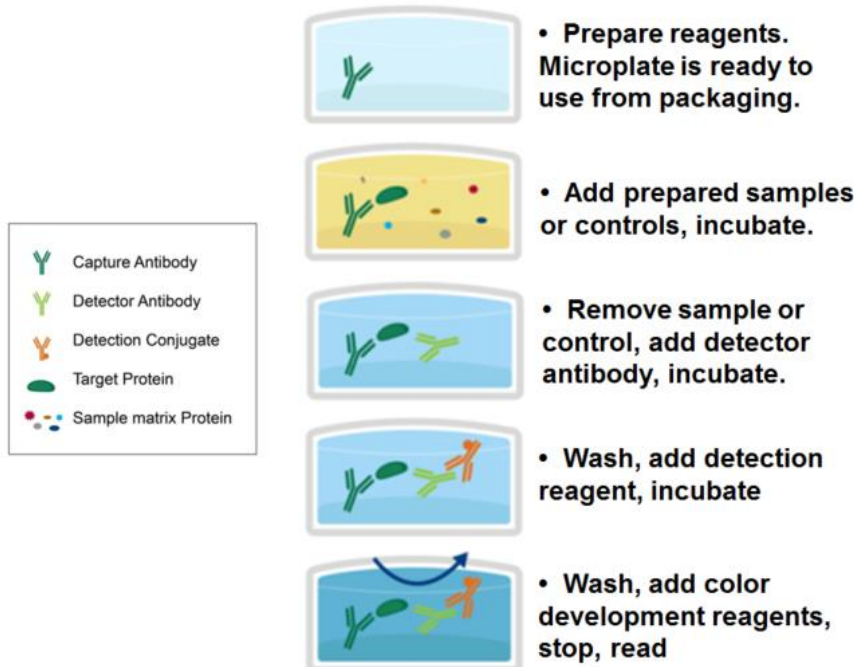 • Prepare reagents.
Microplate is ready to
use from packaging.
• Add prepared samples
or controls, incubate.
Capture Antibody
Detector Antibody
Detection Conjugate
Target Protein
Sample matrix Protein
• Remove sample or
control, add detector
antibody, incubate.
• Wash, add detection
reagent, incubate
• Wash, add color
development reagents,
stop, read